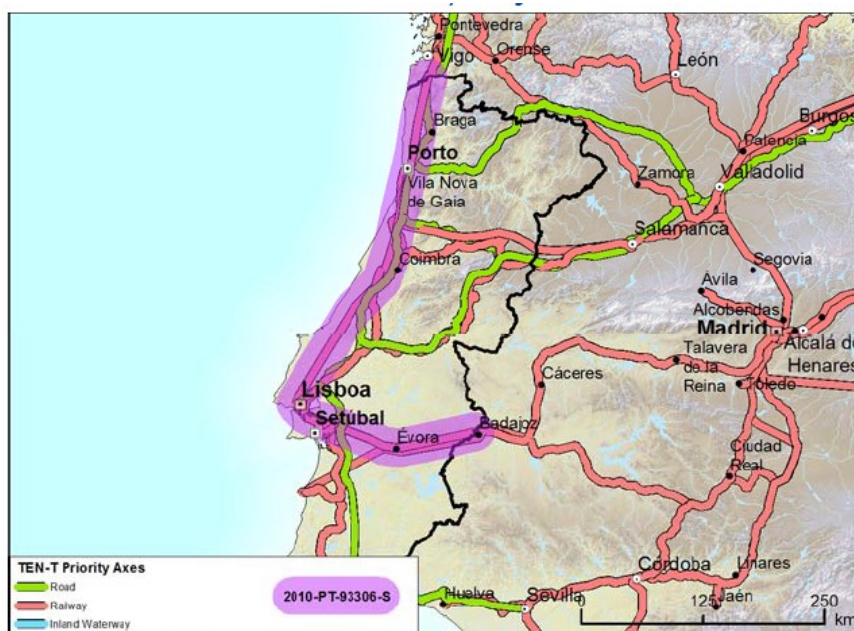 Pontevedra
Orense
Vigo
León
Braga
Burgos
Palencia
Porto
Vila Nova
de Gaia
Zamora
Valladolid
Salamanca
Coimbra
Segovia
Ávila
Alcobendas
Madrid
Alcalá de
Henares
Talavera
de la
Reina
Toledo
Cáceres
Lisboa
Setúbal
Badajoz
Évora
Ciudad
Real
Córdoba
Linares
Jaén
Huelva
Sevilla
0 125 250
km
TEN-T Priority Axes
Road
Railway
Inland Waterway
2010-PT-93306-S